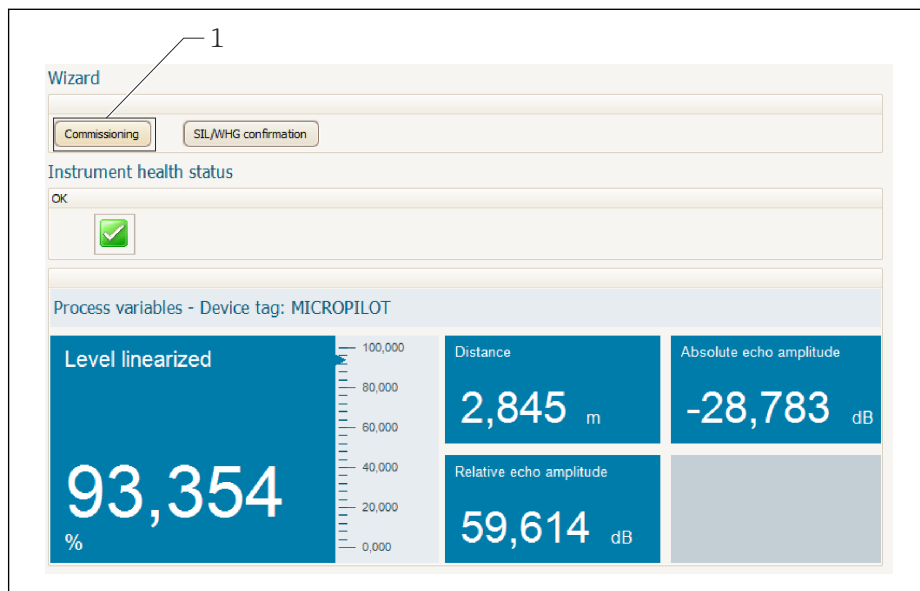 1
Wizard
Commissioning
SIL/WHG confirmation
Instrument health status
OK
Process variables - Device tag: MICROPILOT
Level linearized
93,354
%
100,000
80,000
60,000
40,000
20,000
0,000
Distance
2,845 m
Absolute echo amplitude
-28,783 dB
Relative echo amplitude
59,614 dB